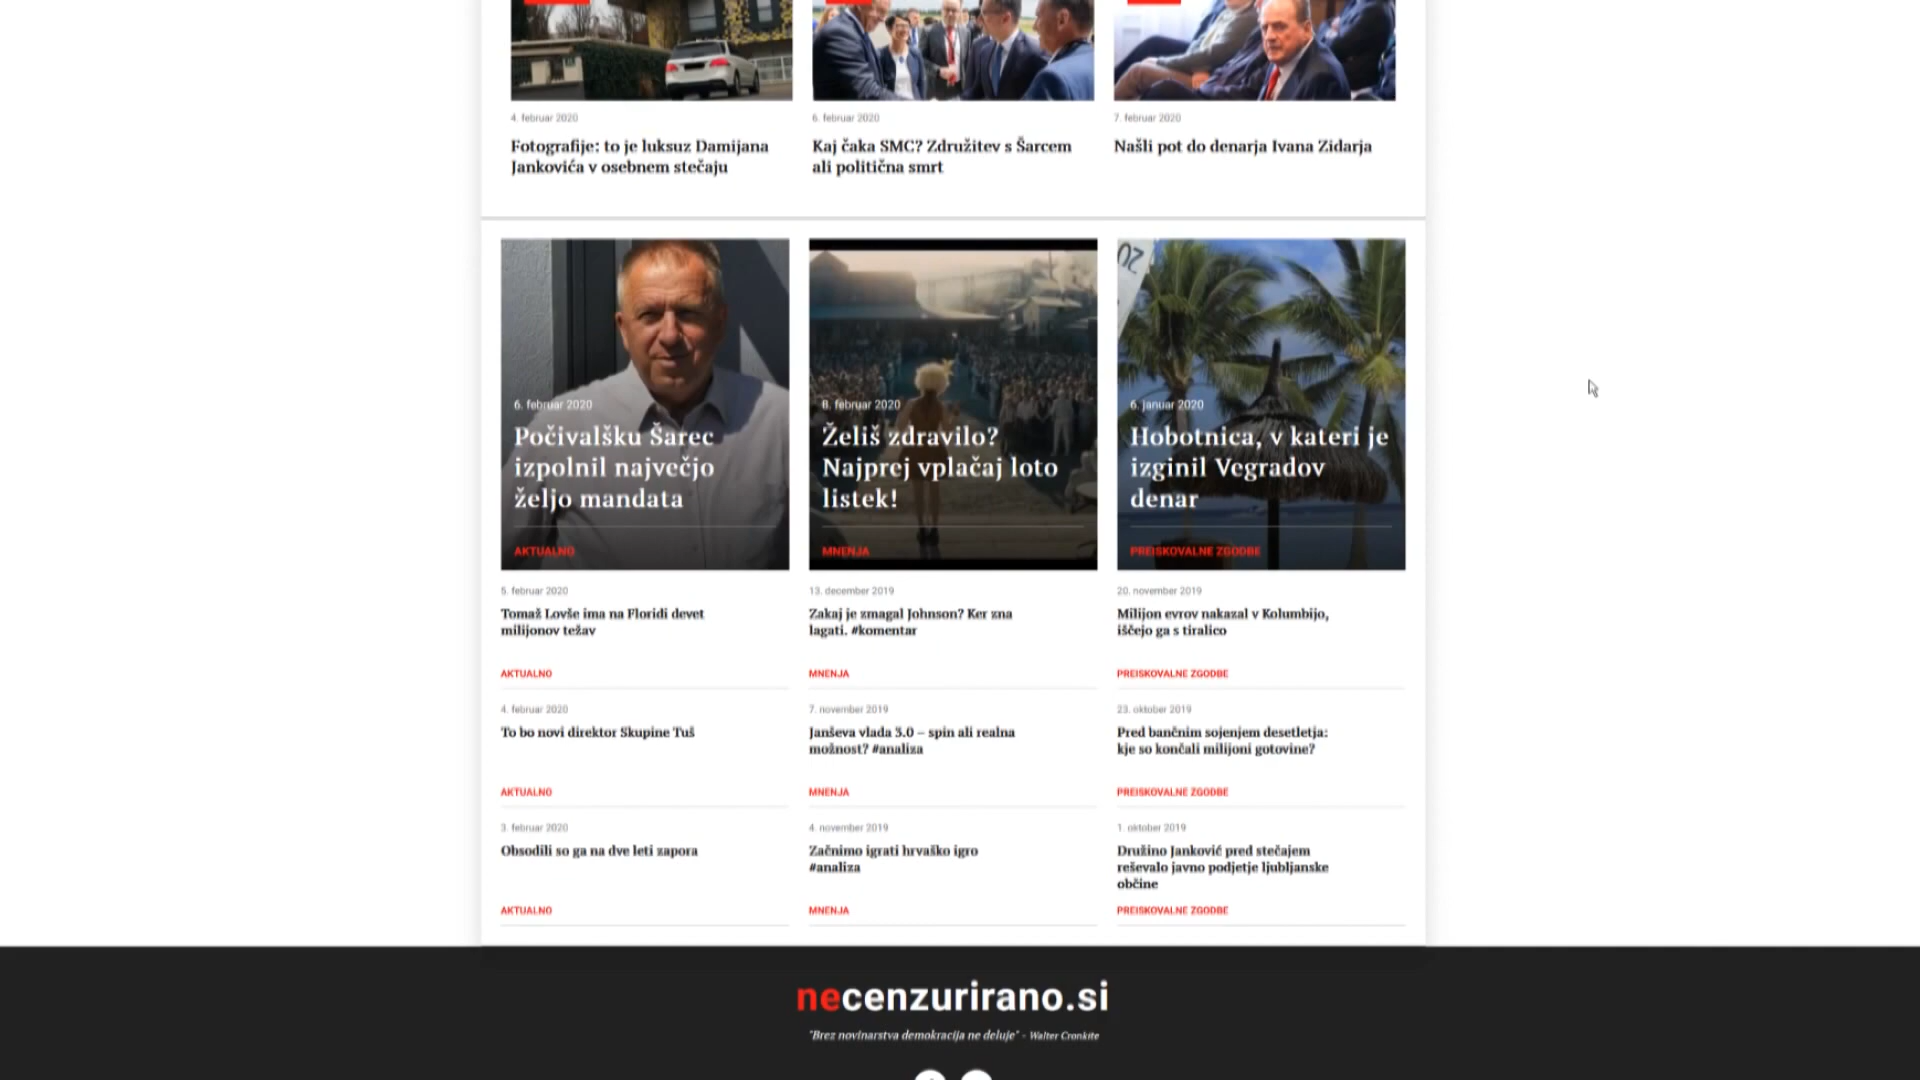 4. februar 2020
Fotografije: to je luksuz Damijana
Jankovića v osebnem stečaju
6. februar 2020
Kaj čaka SMC? Združitev s Šarcem
ali politična smrt
7. februar 2020
Našli pot do denarja Ivana Zidarja
6. februar 2020
Počivalšku Šarec
izpolnil največjo
željo mandata
AKTUALNO
8. februar 2020
Želiš zdravilo?
Najprej vplačaj loto
listek!
MNENJA
20
6. januar 2020
Hobotnica, v kateri je
izginil Vegradov
denar
PREISKOVALNE ZGODBE
5. februar 2020
Tomaž Lovše ima na Floridi devet
milijonov težav
AKTUALNO
13. december 2019
Zakaj je zmagal Johnson? Ker zna
lagati. #komentar
MNENJA
20. november 2019
Milijon evrov nakazal v Kolumbijo,
iščejo ga s tiralico
PREISKOVALNE ZGODBE
4. februar 2020
To bo novi direktor Skupine Tuš
AKTUALNO
7. november 2019
Janševa vlada 3.0 – spin ali realna
možnost? #analiza
MNENJA
23. oktober 2019
Pred bančnim sojenjem desetletja:
kje so končali milijoni gotovine?
PREISKOVALNE ZGODBE
3. februar 2020
Obsodili so ga na dve leti zapora
AKTUALNO
4. november 2019
Začnimo igrati hrvaško igro
#analiza
MNENJA
1. oktober 2019
Družino Janković pred stečajem
reševalo javno podjetje ljubljanske
občine
PREISKOVALNE ZGODBE
necenzurirano.si
"Brez novinarstva demokracija ne deluje" - Walter Cronkite